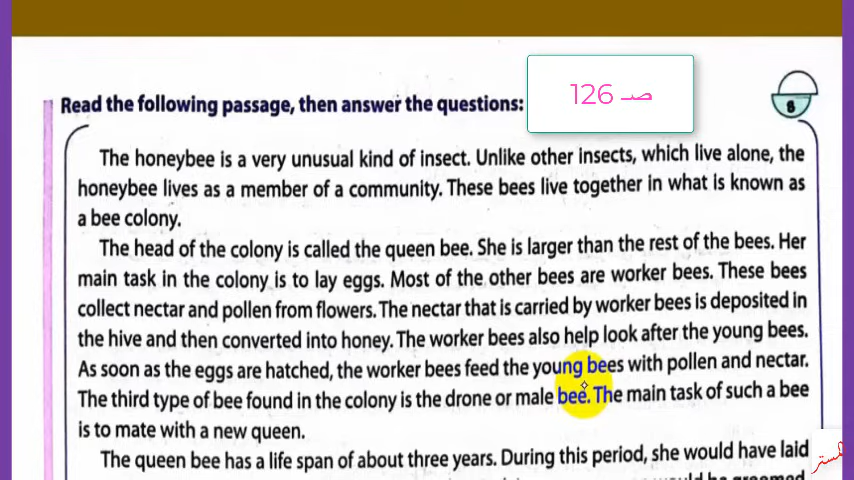 Read the following passage, then answer the questions:
صـ 126
8
The honeybee is a very unusual kind of insect. Unlike other insects, which live alone, the
honeybee lives as a member of a community. These bees live together in what is known as
a bee colony.
The head of the colony is called the queen bee. She is larger than the rest of the bees. Her
main task in the colony is to lay eggs. Most of the other bees are worker bees. These bees
collect nectar and pollen from flowers. The nectar that is carried by worker bees is deposited in
the hive and then converted into honey. The worker bees also help look after the young bees.
As soon as the eggs are hatched, the worker bees feed the young bees with pollen and nectar.
The third type of bee found in the colony is the drone or male bee. The main task of such a bee
is to mate with a new queen.
The queen bee has a life span of about three years. During this period, she would have laid